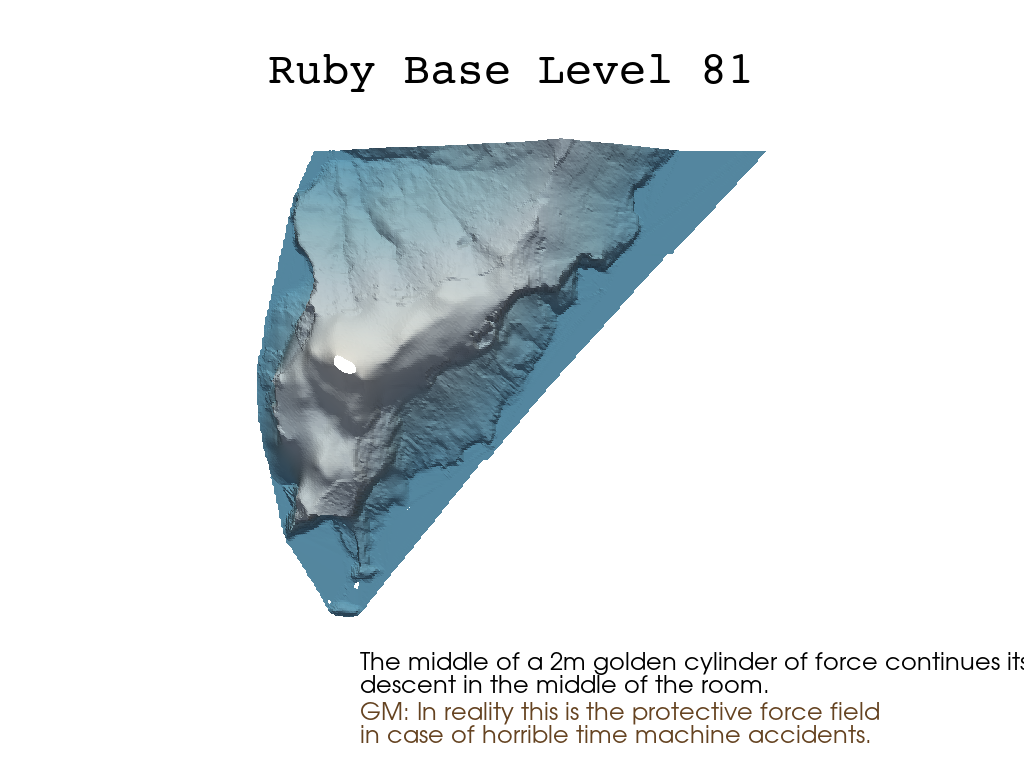 Ruby Base Level 81
The middle of a 2m golden cylinder of force continues its
descent in the middle of the room.
GM: In reality this is the protective force field
in case of horrible time machine accidents.